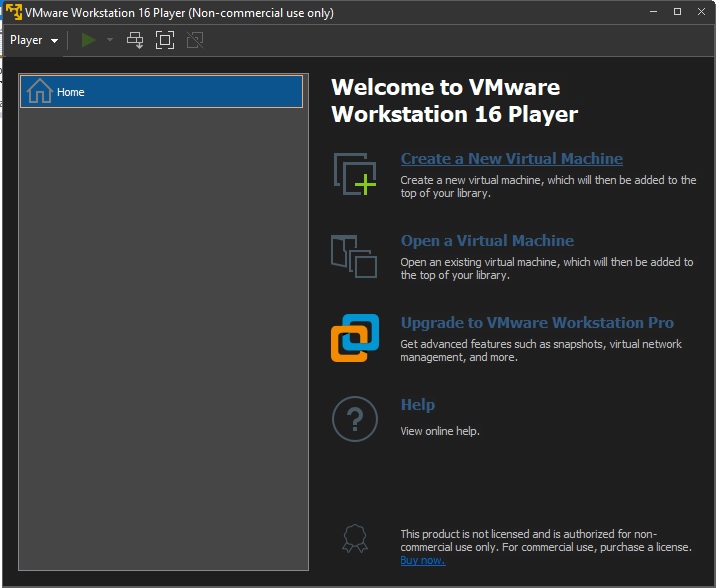 VMware Workstation 16 Player (Non-commercial use only)
Player
Home
Welcome to VMware
Workstation 16 Player
Create a New Virtual Machine
Create a new virtual machine, which will then be added to the
top of your library.
Open a Virtual Machine
Open an existing virtual machine, which will then be added to
the top of your library.
Upgrade to VMware Workstation Pro
Get advanced features such as snapshots, virtual network
management, and more.
?
Help
View online help.
This product is not licensed and is authorized for non-
commercial use only. For commercial use, purchase a license.
Buy now.